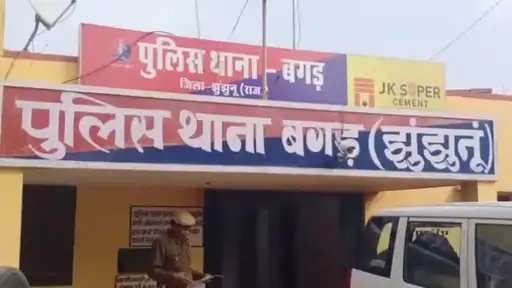 पुलिस थाना - बगड़
जिला-झुंझुनू (राज
JK SUPER
CEMENT
पुलिस थाना बगड़ (झुंझुनूं)